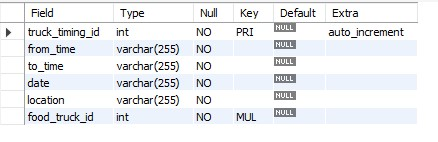 Field Type Null Key Default Extra
truck_timing_id int NO PRI NULL auto_increment
from_time varchar(255) NO NULL
to_time varchar(255) NO NULL
date varchar(255) NO NULL
location varchar(255) NO NULL
food_truck_id int NO MUL NULL